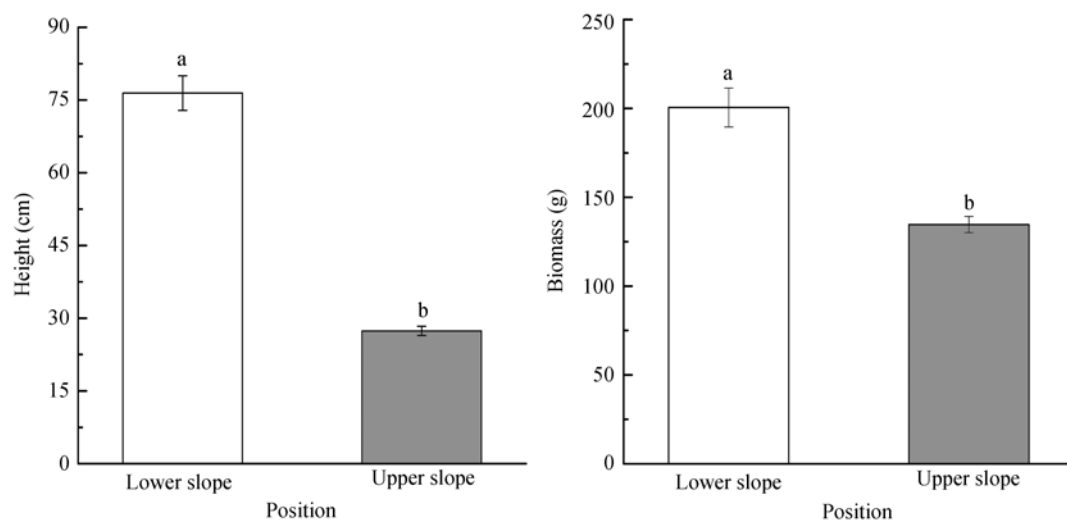 Height (cm)
90
75
60
45
30
15
0
a
b
Lower slope
Upper slope
Position
Biomass (g)
250
200
150
100
50
0
a
b
Lower slope
Upper slope
Position